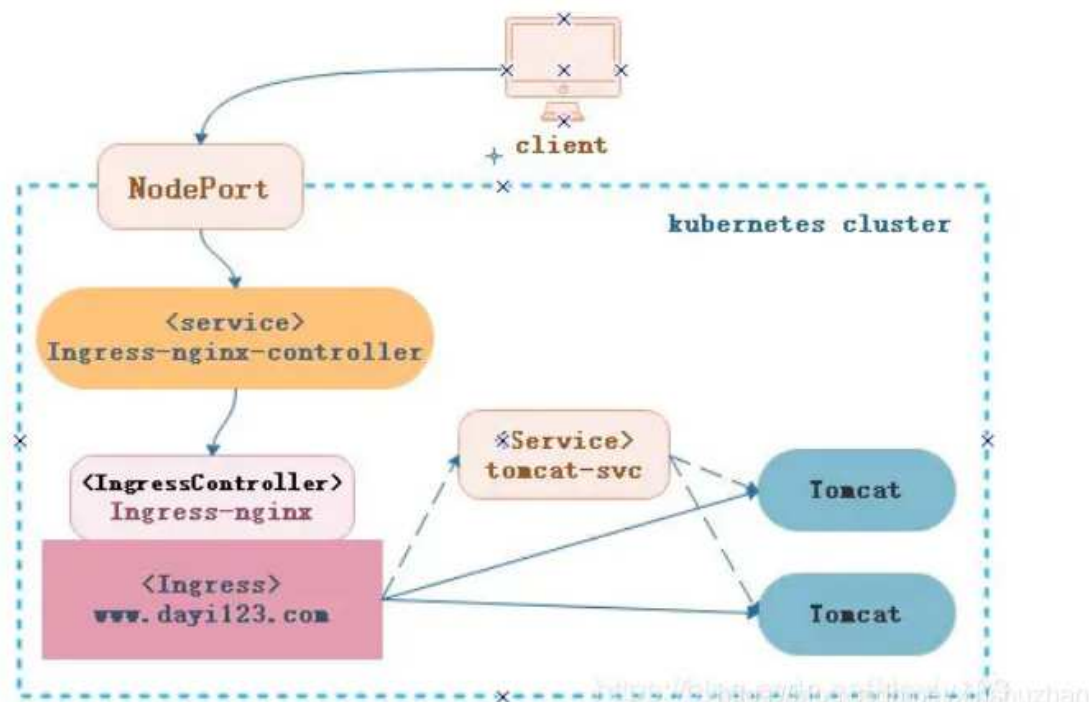 client
NodePort
kubernetes cluster
<service>
Ingress-nginx-controller
<Service>
tomcat-svc
<IngressController>
Ingress-nginx
Tomcat
<Ingress>
www.dayi123.com
Tomcat